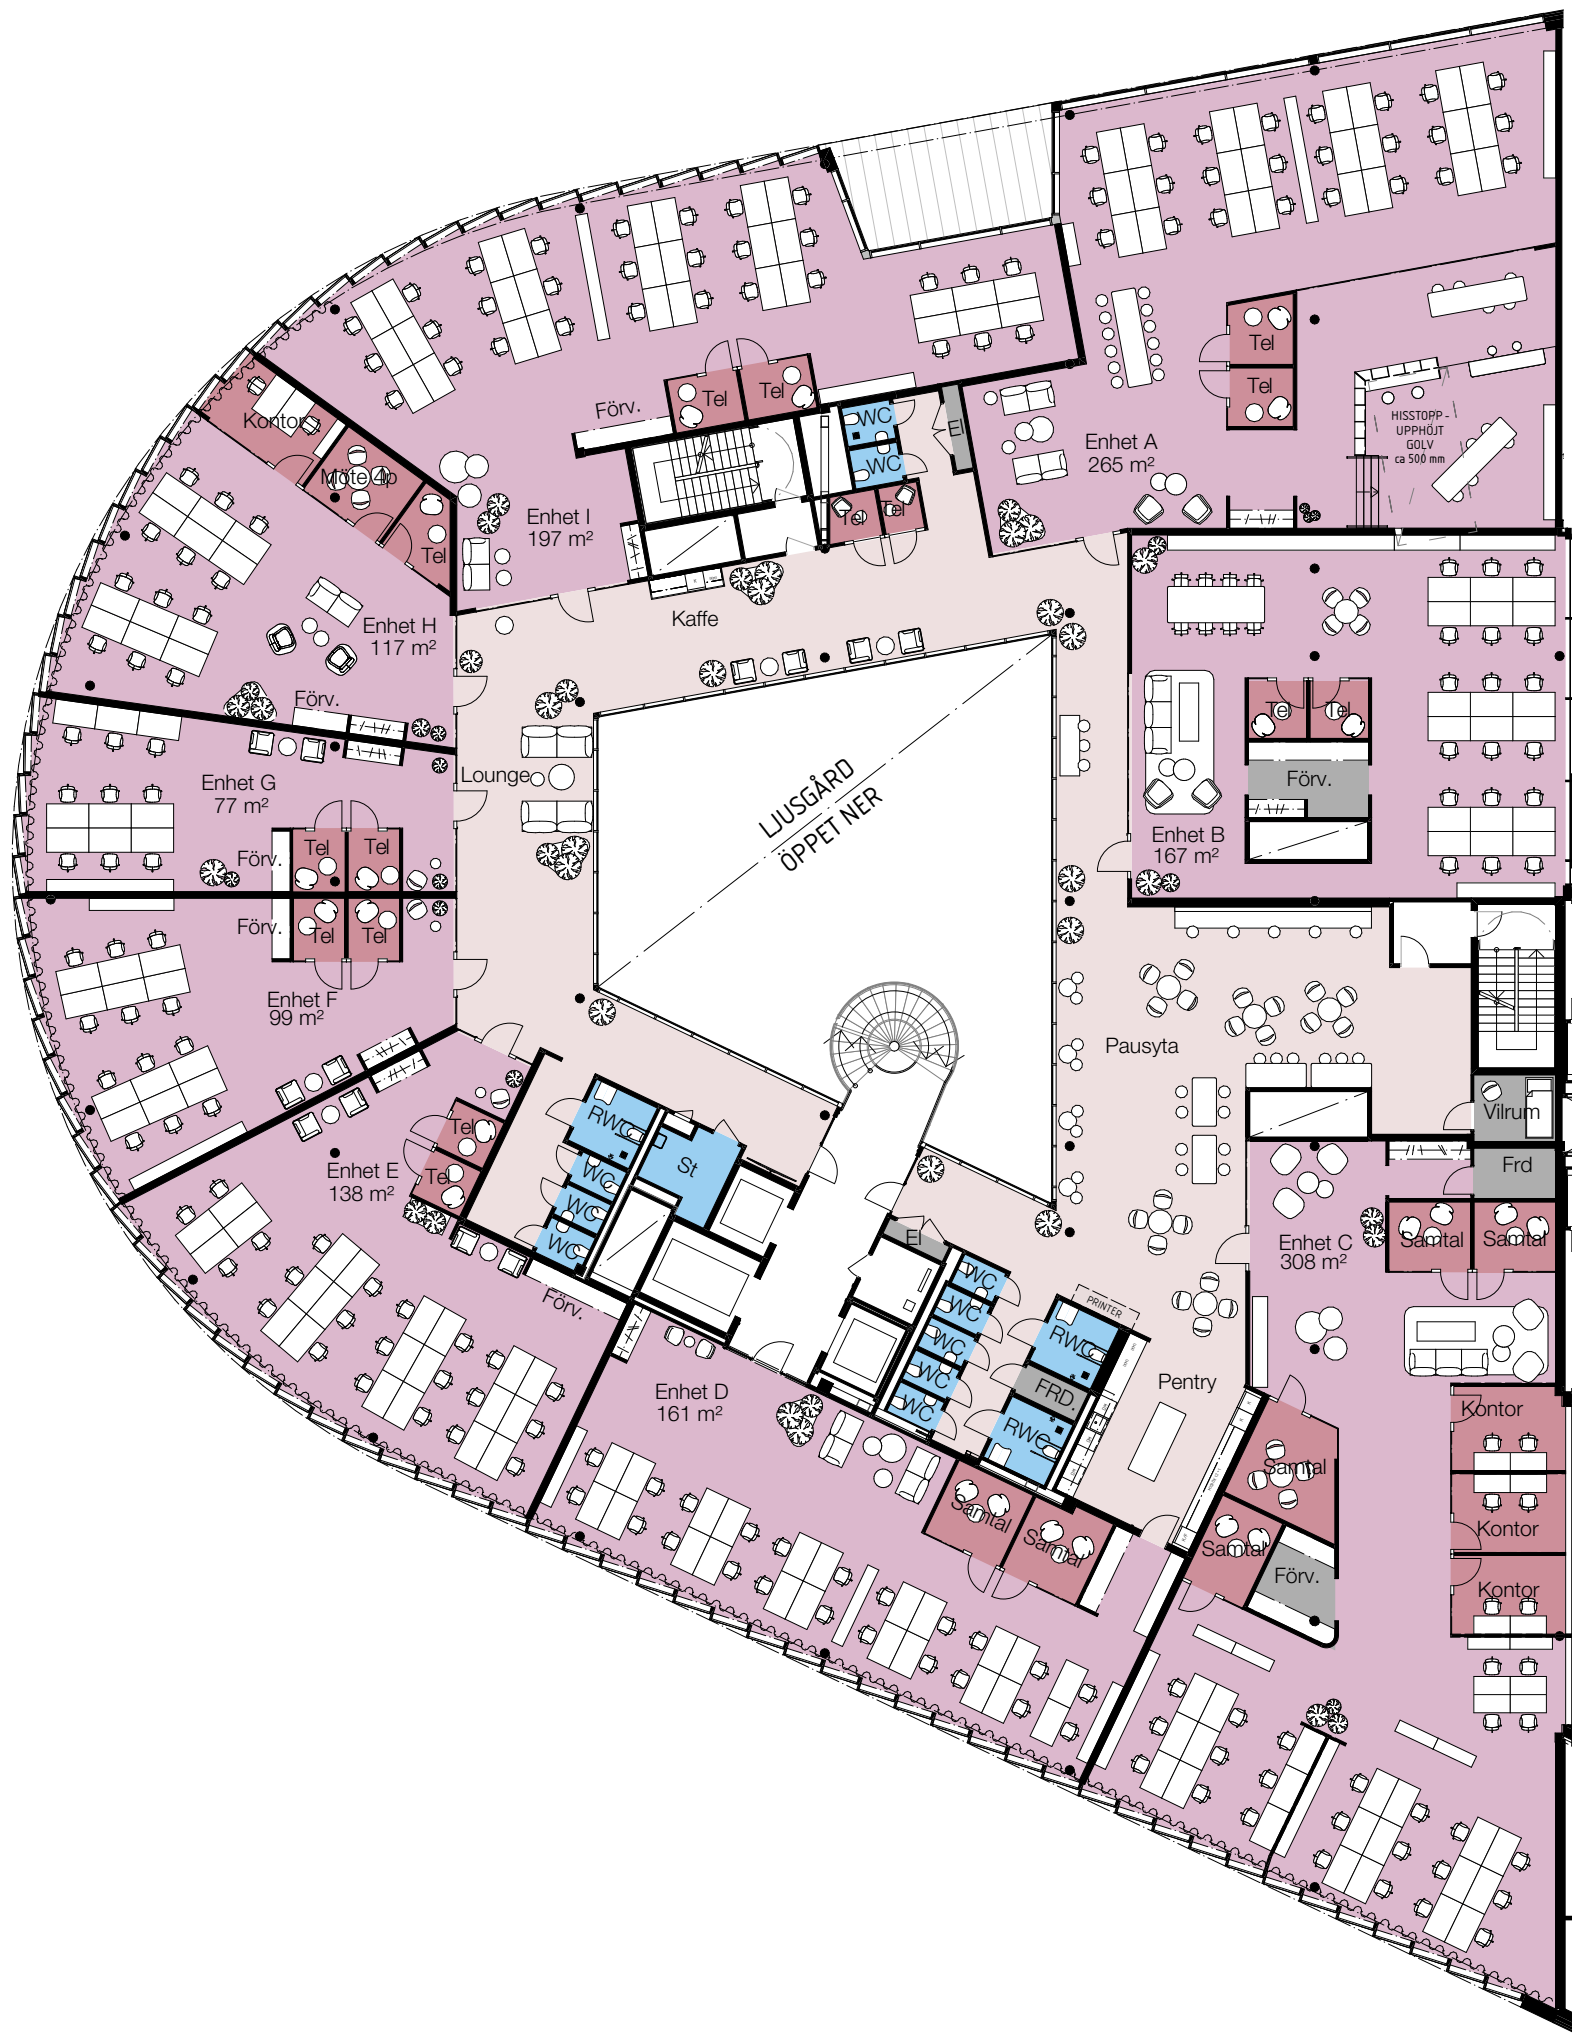 Tel
Tel
HISSTOPP -
UPPHÖJT
GOLV
ca 500 mm
Enhet A
265 m²
Kontor
Möte 4p
Tel
Förv.
Tel
Tel
WC
WC
El
Tel
Tel
Enhet I
197 m²
Kaffe
Enhet H
117 m²
Förv.
Tel
Tel
Förv.
Enhet B
167 m²
Lounge
LJUSGÅRD
ÖPPET NER
Enhet G
77 m²
Förv.
Tel
Tel
Förv.
Tel
Tel
Enhet F
99 m²
Pausyta
Vilrum
Frd
Tel
Tel
Enhet E
138 m²
RWC
WC
WC
WC
St
El
Förv.
Enhet C
308 m²
Samtal
Samtal
WC
WC
WC
WC
WC
PRINTER
RWC
FRD.
RWC
Pentry
Enhet D
161 m²
Samtal
Samtal
Samtal
Samtal
Förv.
Kontor
Kontor
Kontor